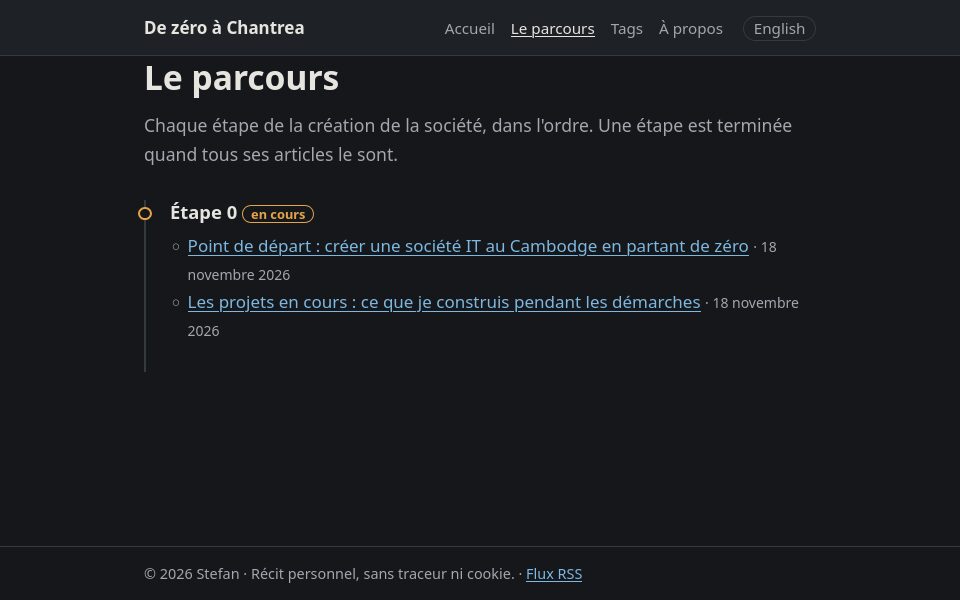 De zéro à Chantrea
Accueil Le parcours Tags À propos English
Le parcours
Chaque étape de la création de la société, dans l'ordre. Une étape est terminée
quand tous ses articles le sont.
Étape 0 en cours
Point de départ : créer une société IT au Cambodge en partant de zéro · 18
novembre 2026
Les projets en cours : ce que je construis pendant les démarches · 18 novembre
2026
© 2026 Stefan · Récit personnel, sans traceur ni cookie. · Flux RSS